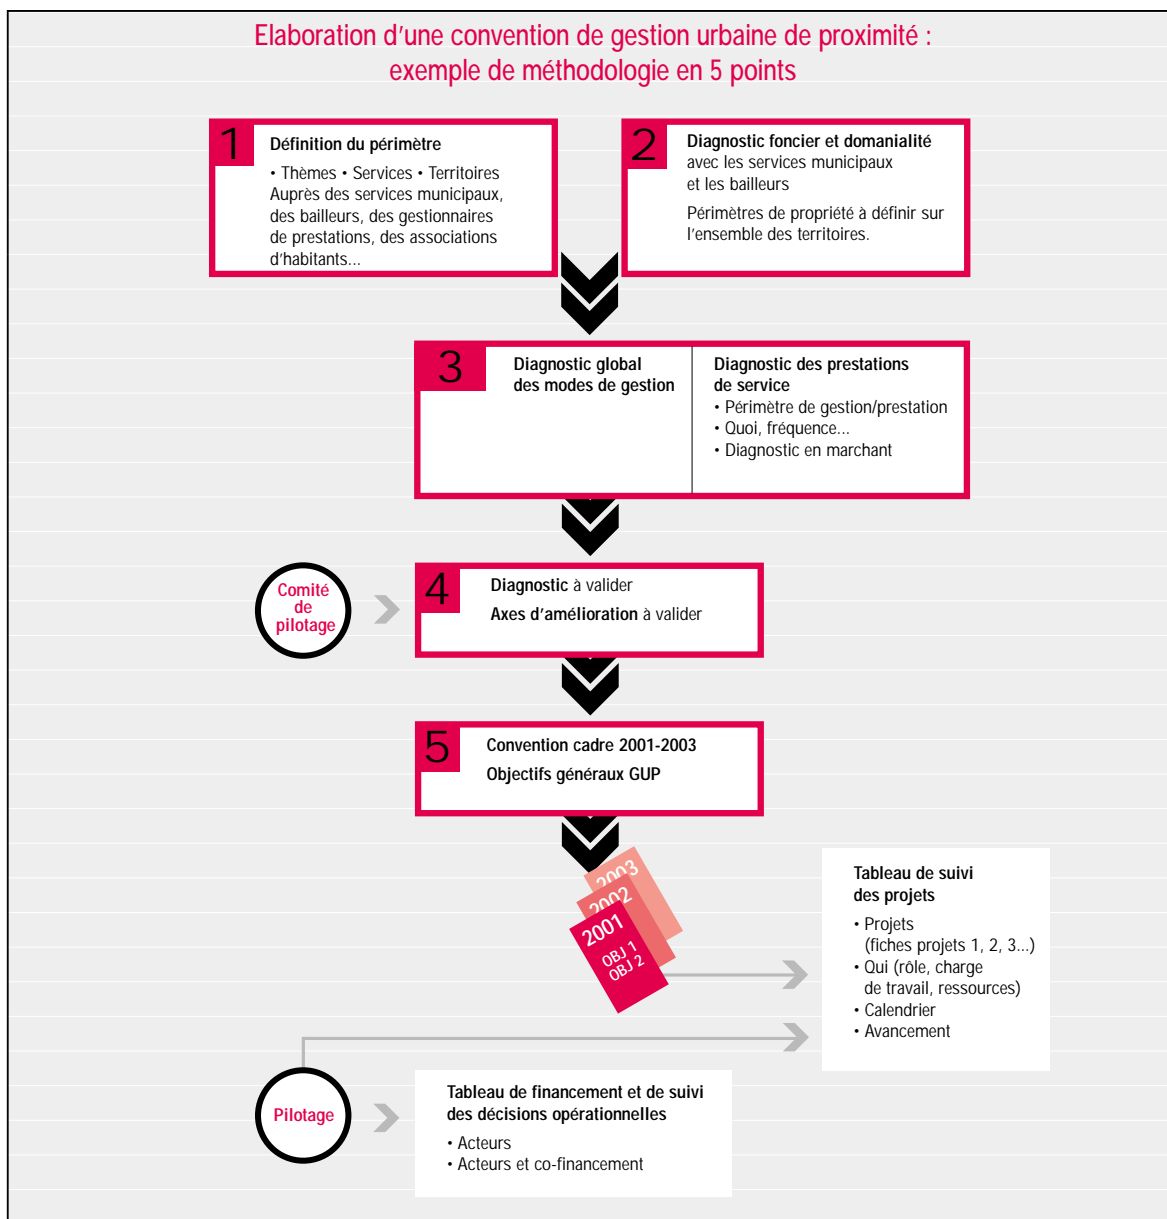 Elaboration d'une convention de gestion urbaine de proximité :
exemple de méthodologie en 5 points
1
Définition du périmètre
• Thèmes • Services • Territoires
Auprès des services municipaux,
des bailleurs, des gestionnaires
de prestations, des associations
d'habitants...
2
Diagnostic foncier et domanialité
avec les services municipaux
et les bailleurs
Périmètres de propriété à définir sur
l'ensemble des territoires.
3
Diagnostic global
des modes de gestion
Diagnostic des prestations
de service
• Périmètre de gestion/prestation
• Quoi, fréquence...
• Diagnostic en marchant
Comité
de
pilotage
4
Diagnostic à valider
Axes d'amélioration à valider
5
Convention cadre 2001-2003
Objectifs généraux GUP
2003
2002
2001
OBJ 1
OBJ 2
Tableau de suivi
des projets
• Projets
(fiches projets 1, 2, 3...)
• Qui (rôle, charge
de travail, ressources)
• Calendrier
• Avancement
Pilotage
Tableau de financement et de suivi
des décisions opérationnelles
• Acteurs
• Acteurs et co-financement